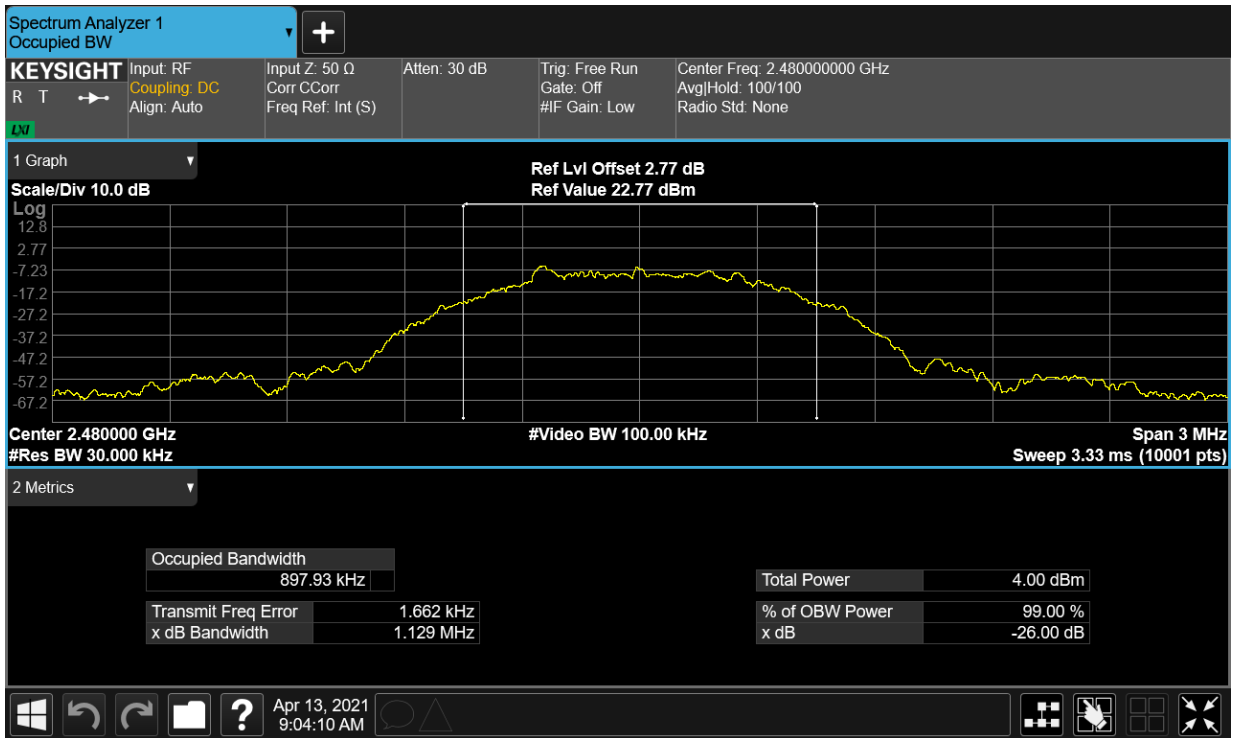 Spectrum Analyzer 1
Occupied BW
KEYSIGHT
R T
LXI
Input: RF
Coupling: DC
Align: Auto
Input Z: 50 Ω
Corr CCorr
Freq Ref: Int (S)
Atten: 30 dB
Trig: Free Run
Gate: Off
#IF Gain: Low
Center Freq: 2.480000000 GHz
Avg|Hold: 100/100
Radio Std: None
1 Graph
Scale/Div 10.0 dB
Ref Lvl Offset 2.77 dB
Ref Value 22.77 dBm
Log
12.8
2.77
-7.23
-17.2
-27.2
-37.2
-47.2
-57.2
-67.2
Center 2.480000 GHz
#Video BW 100.00 kHz
Span 3 MHz
#Res BW 30.000 kHz
Sweep 3.33 ms (10001 pts)
2 Metrics
Occupied Bandwidth
897.93 kHz
Transmit Freq Error 1.662 kHz
x dB Bandwidth 1.129 MHz
Total Power 4.00 dBm
% of OBW Power 99.00 %
x dB -26.00 dB
?
Apr 13, 2021
9:04:10 AM